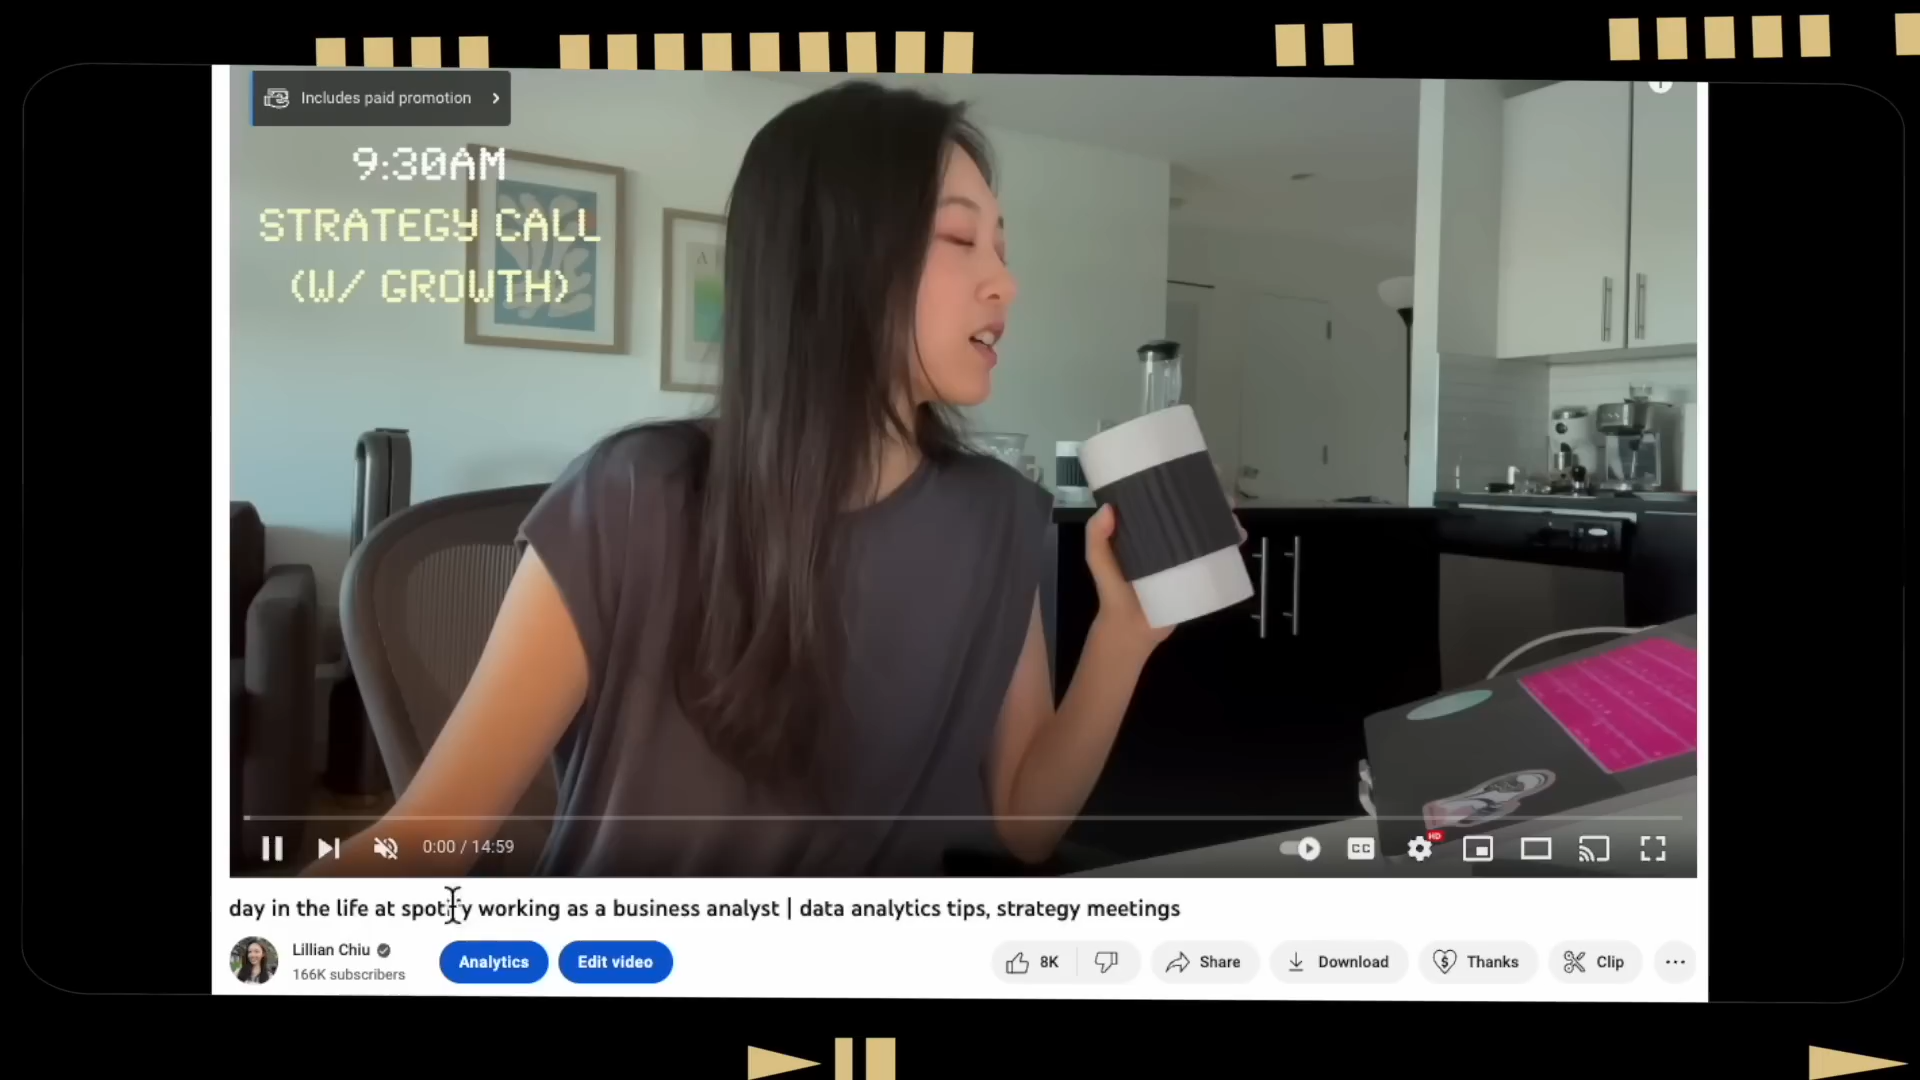 Includes paid promotion
9:30AM
STRATEGY CALL
(W/ GROWTH)
0:00 / 14:59
CC
HD
day in the life at spotify working as a business analyst | data analytics tips, strategy meetings
Lillian Chiu
166K subscribers
Analytics
Edit video
8K
Share
Download
Thanks
Clip